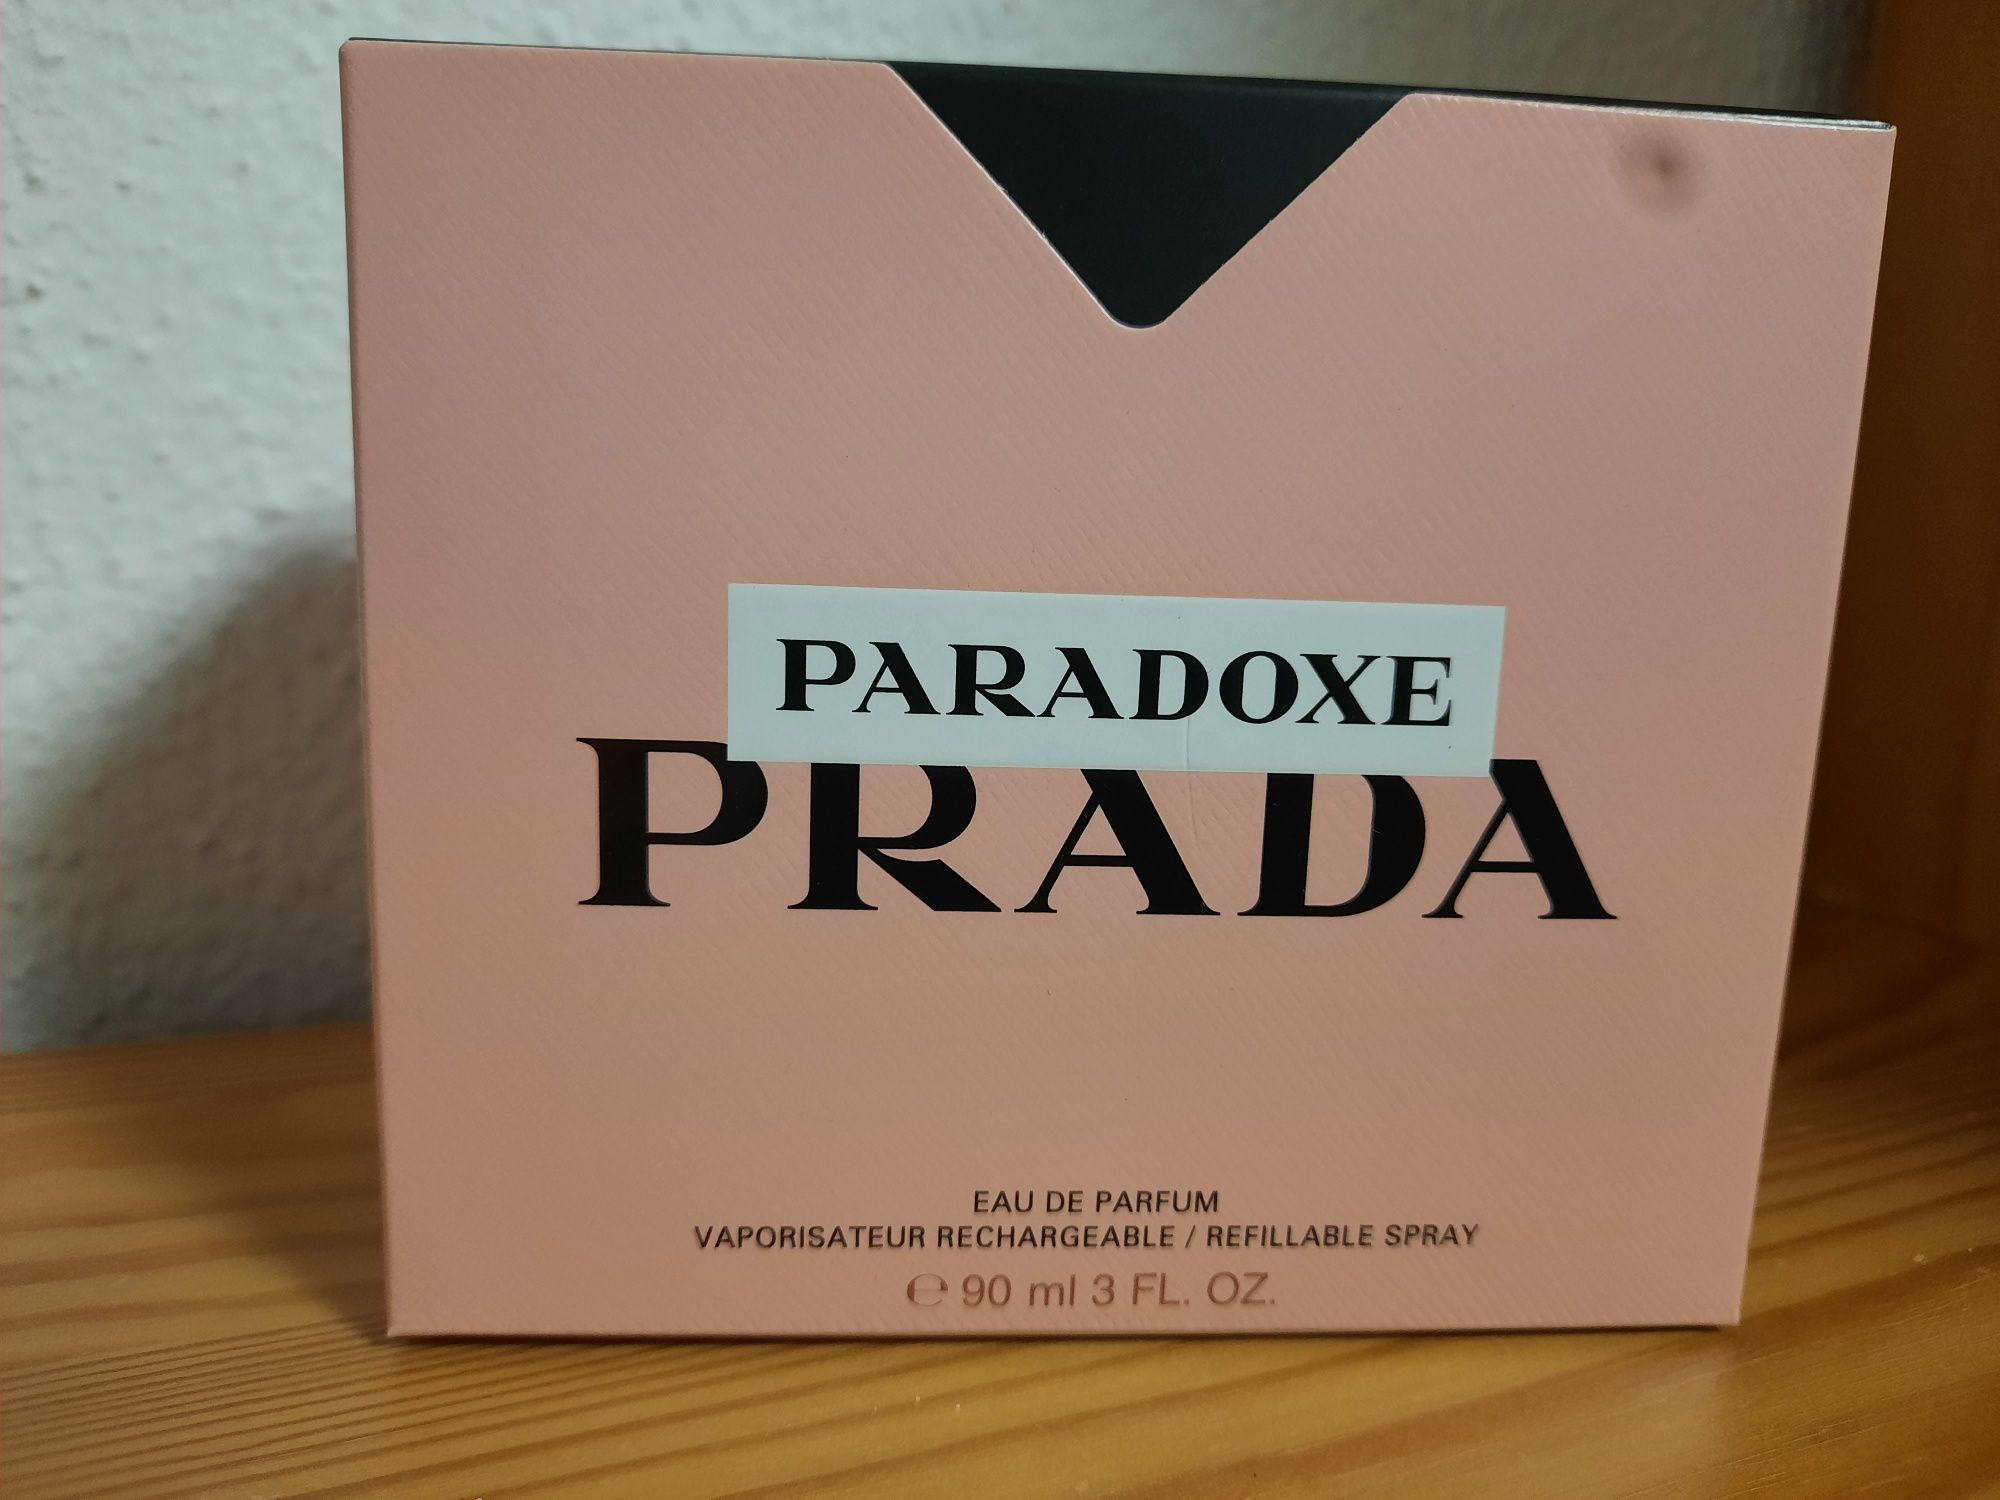 PARADOXE
PRADA
EAU DE PARFUM
VAPORISATEUR RECHARGEABLE / REFILLABLE SPRAY
℮ 90 ml 3 FL. OZ.